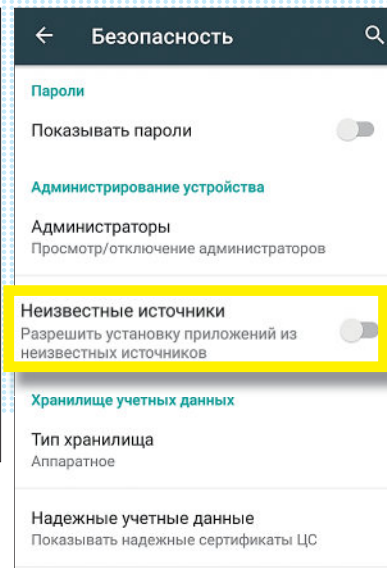 Безопасность
Пароли
Показывать пароли
Администрирование устройства
Администраторы
Просмотр/отключение администраторов
Неизвестные источники
Разрешить установку приложений из
неизвестных источников
Хранилище учетных данных
Тип хранилища
Аппаратное
Надежные учетные данные
Показывать надежные сертификаты ЦС